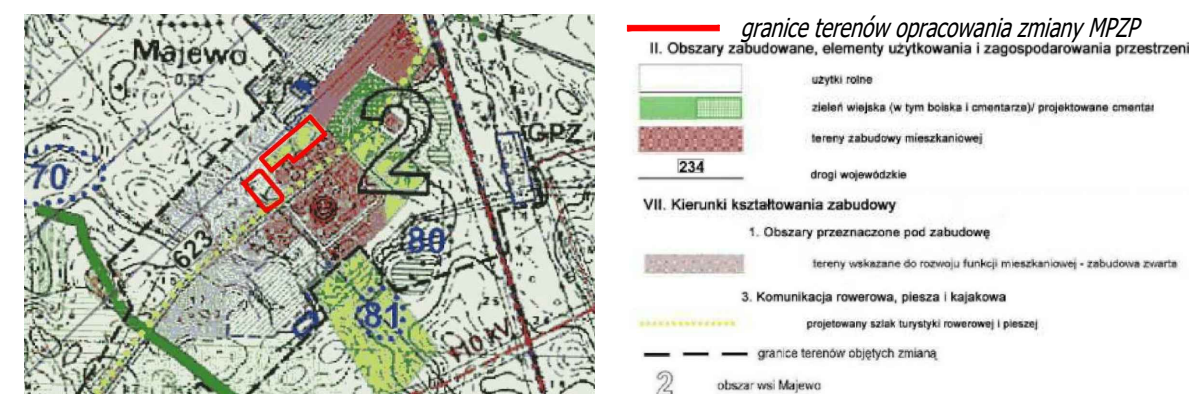 Majewo
0,52
2
GPZ
70
623
80
81
110 KV
granice terenów opracowania zmiany MPZP
II. Obszary zabudowane, elementy użytkowania i zagospodarowania przestrzeni
użytki rolne
zieleń wiejska (w tym boiska i cmentarze)/ projektowane cmentar
tereny zabudowy mieszkaniowej
234
drogi wojewódzkie
VII. Kierunki kształtowania zabudowy
1. Obszary przeznaczone pod zabudowę
tereny wskazane do rozwoju funkcji mieszkaniowej - zabudowa zwarta
3. Komunikacja rowerowa, piesza i kajakowa
projetowany szlak turystyki rowerowej i pieszej
granice terenów objętych zmianą
2
obszar wsi Majewo